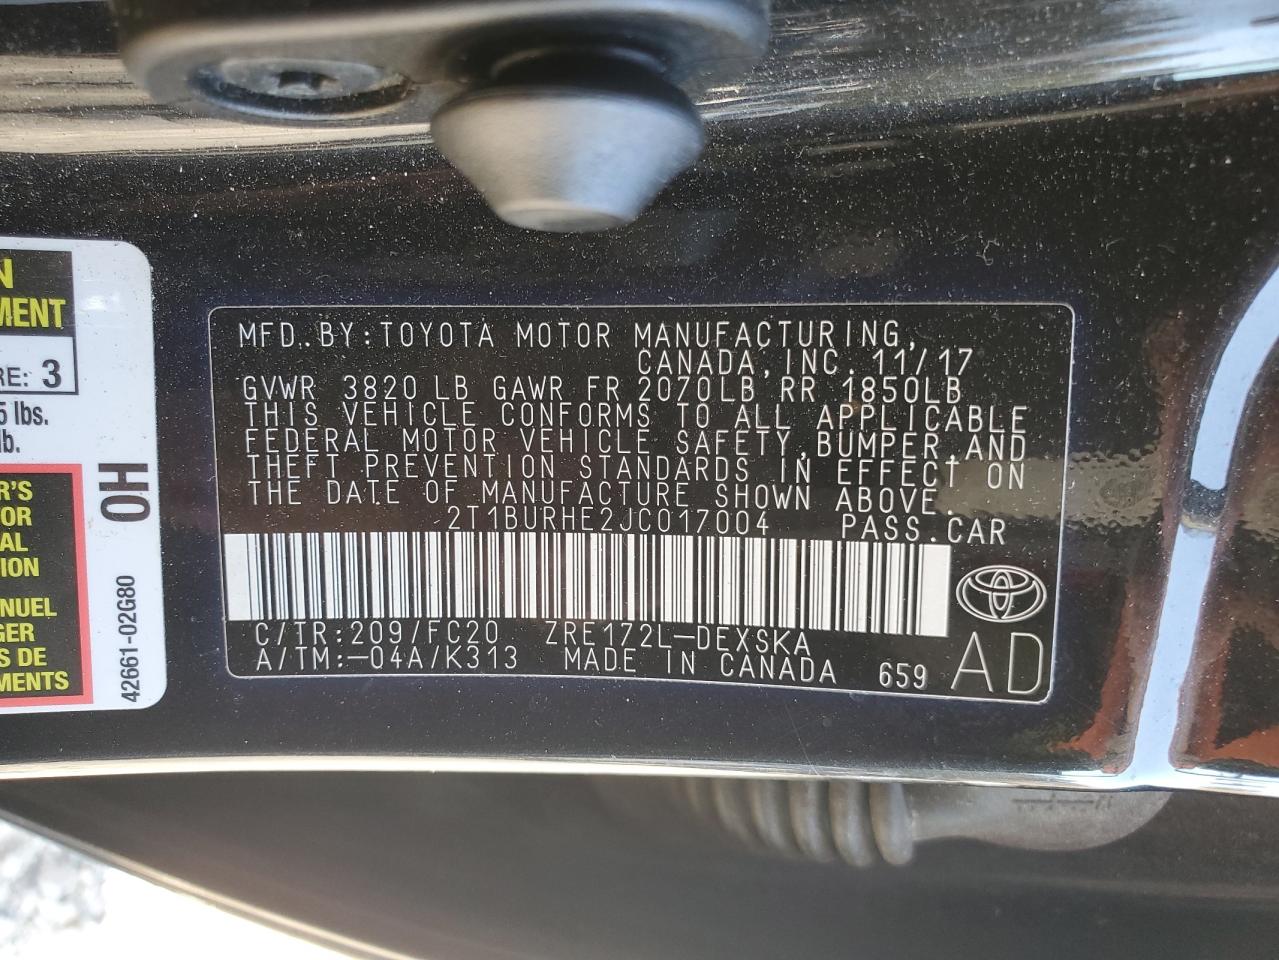 N
MENT
RE: 3
5 lbs.
lb.
R'S
OR
AL
ION
NUEL
GER
S DE
MENTS
0H
42661-02G80
MFD. BY: TOYOTA MOTOR MANUFACTURING,
CANADA, INC. 11/17
GVWR 3820 LB GAWR FR 2070LB RR 1850LB
THIS VEHICLE CONFORMS TO ALL APPLICABLE
FEDERAL MOTOR VEHICLE SAFETY, BUMPER, AND
THEFT PREVENTION STANDARDS IN EFFECT ON
THE DATE OF MANUFACTURE SHOWN ABOVE.
2T1BURHE2JC017004 PASS. CAR
C/TR: 209/FC20 ZRE172L-DEXSKA
A/TM: -04A/K313 MADE IN CANADA 659 AD